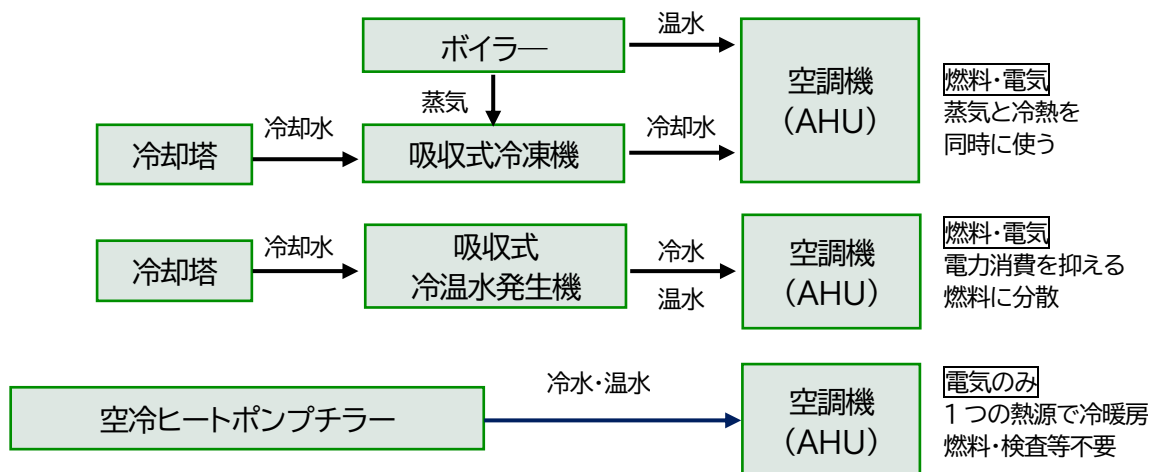 ボイラー
温水
空調機
(AHU)
燃料・電気
蒸気と冷熱を
同時に使う
蒸気
冷却塔
冷却水
吸収式冷凍機
冷却水
冷却塔
冷却水
吸収式
冷温水発生機
冷水
温水
空調機
(AHU)
燃料・電気
電力消費を抑える
燃料に分散
空冷ヒートポンプチラー
冷水・温水
空調機
(AHU)
電気のみ
1つの熱源で冷暖房
燃料・検査等不要